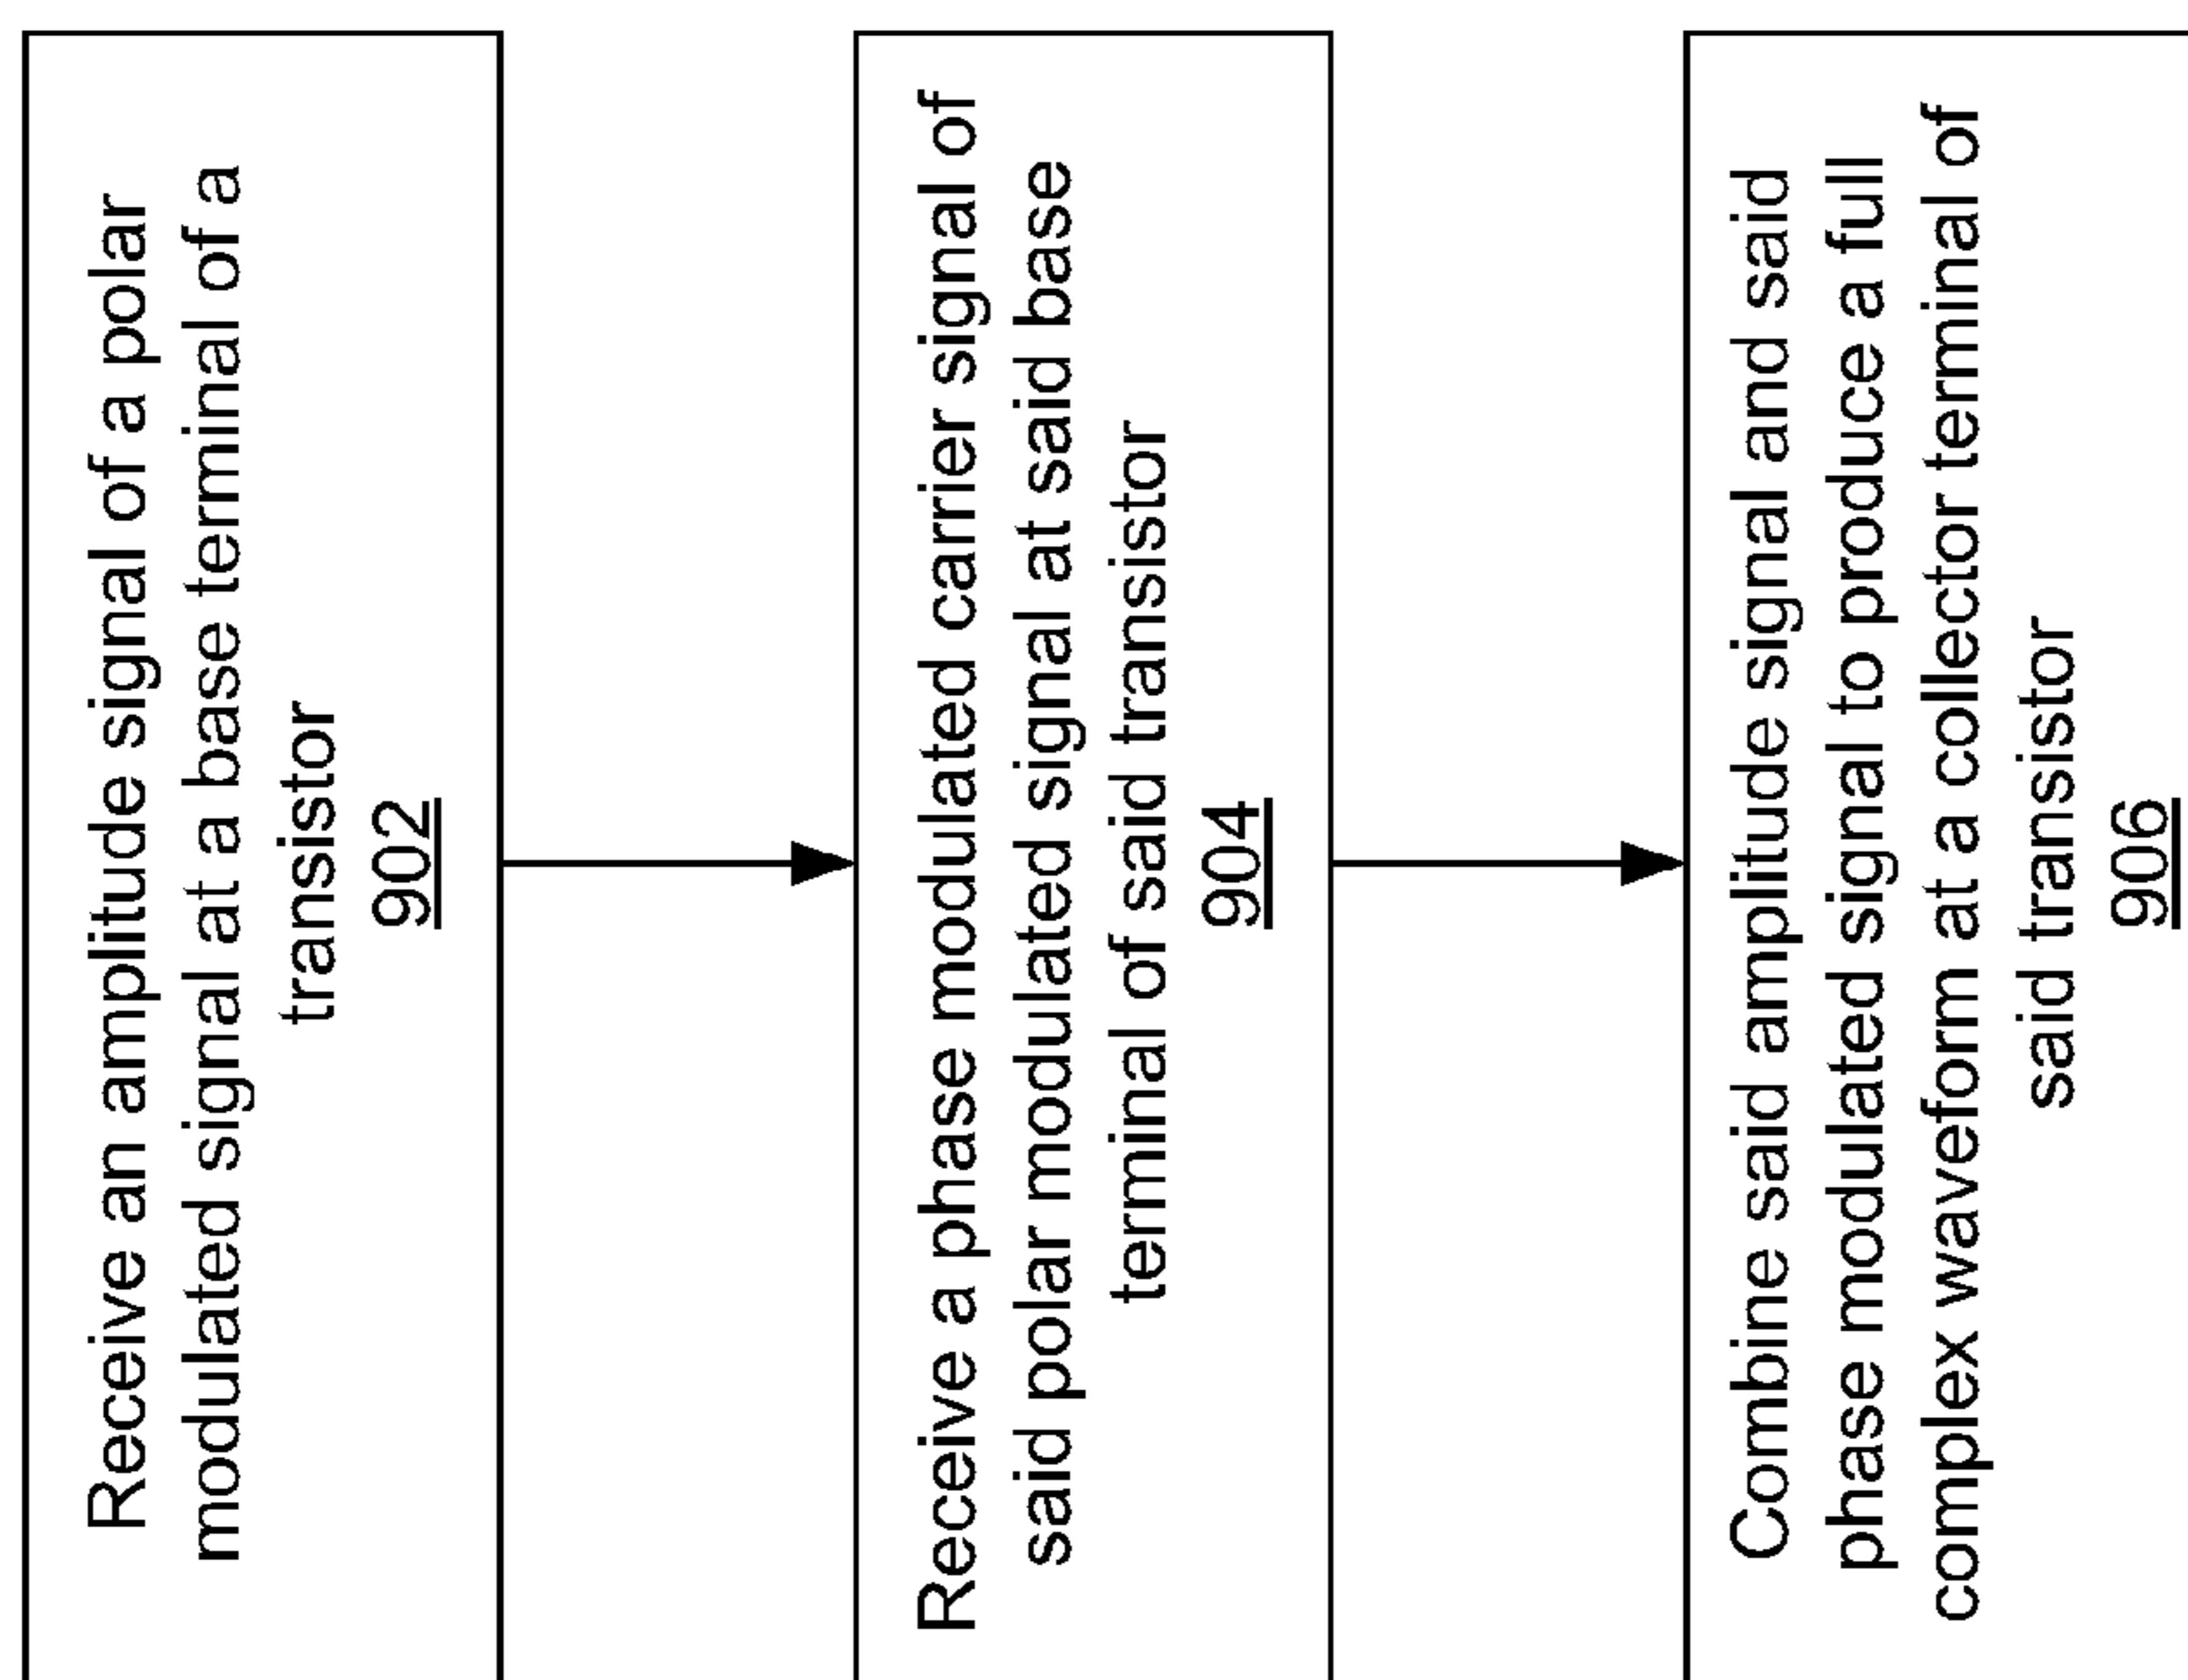 Receive an amplitude signal of a polar
modulated signal at a base terminal of a
transistor
902
Receive a phase modulated carrier signal of
said polar modulated signal at said base
terminal of said transistor
904
Combine said amplitude signal and said
phase modulated signal to produce a full
complex waveform at a collector terminal of
said transistor
906